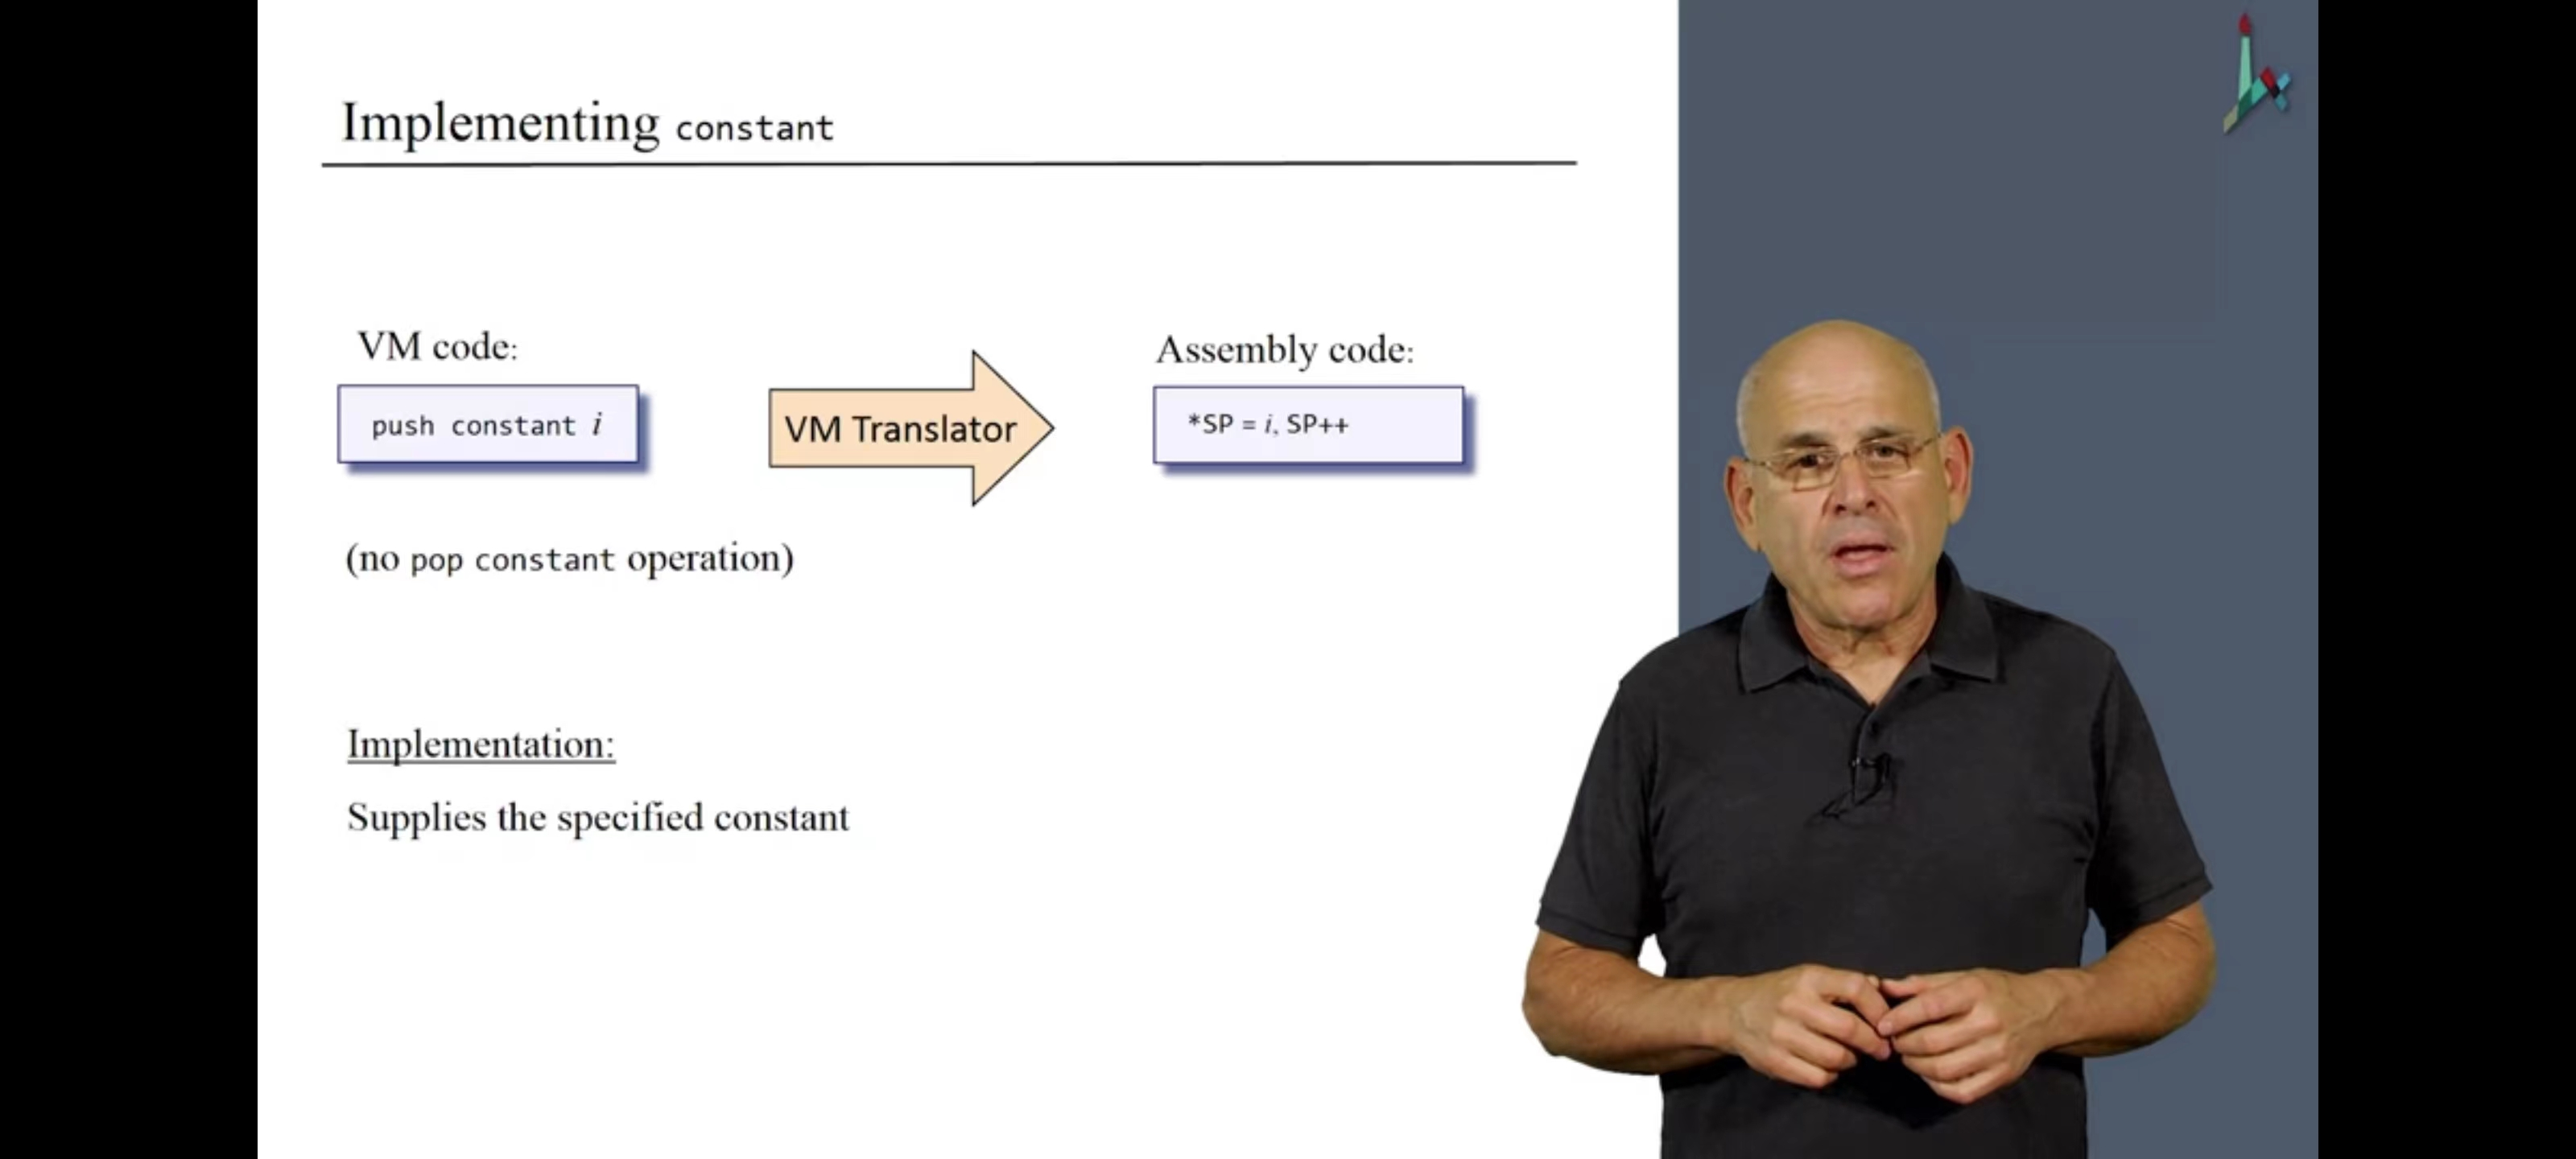 Implementing constant
VM code:
push constant i
VM Translator
Assembly code:
*SP = i, SP++
(no pop constant operation)
Implementation:
Supplies the specified constant